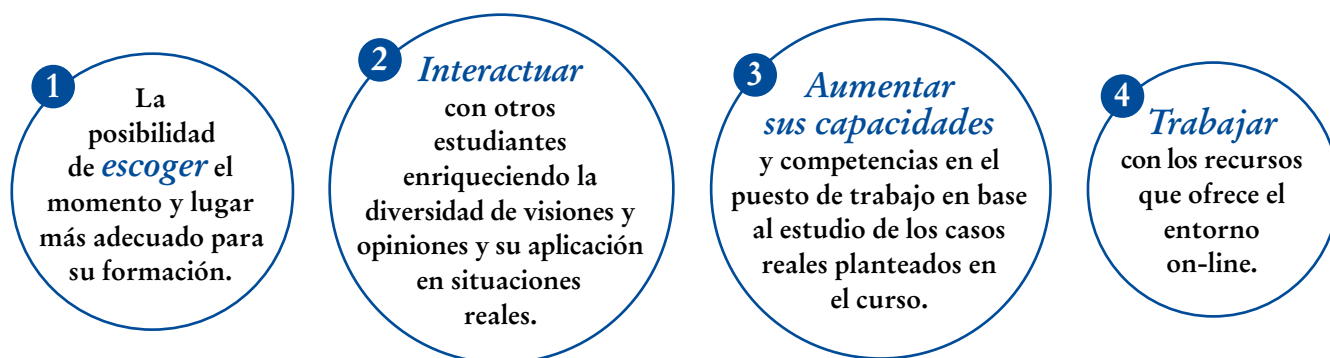 1
La
posibilidad
de escoger el
momento y lugar
más adecuado para
su formación.
2
Interactuar
con otros
estudiantes
enriqueciendo la
diversidad de visiones y
opiniones y su aplicación
en situaciones
reales.
3
Aumentar
sus capacidades
y competencias en el
puesto de trabajo en base
al estudio de los casos
reales planteados en
el curso.
4
Trabajar
con los recursos
que ofrece el
entorno
on-line.